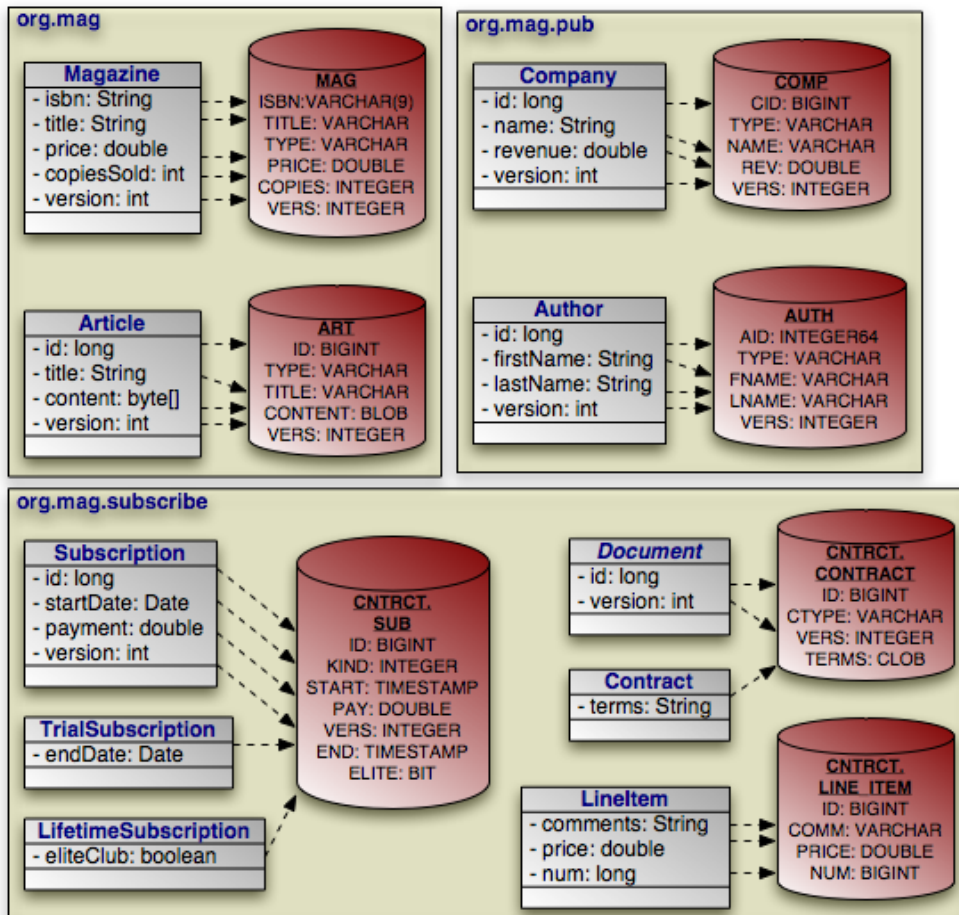 org.mag
Magazine
- isbn: String
- title: String
- price: double
- copiesSold: int
- version: int
MAG
ISBN:VARCHAR(9)
TITLE: VARCHAR
TYPE: VARCHAR
PRICE: DOUBLE
COPIES: INTEGER
VERS: INTEGER
Article
- id: long
- title: String
- content: byte[]
- version: int
ART
ID: BIGINT
TYPE: VARCHAR
TITLE: VARCHAR
CONTENT: BLOB
VERS: INTEGER
org.mag.pub
Company
- id: long
- name: String
- revenue: double
- version: int
COMP
CID: BIGINT
TYPE: VARCHAR
NAME: VARCHAR
REV: DOUBLE
VERS: INTEGER
Author
- id: long
- firstName: String
- lastName: String
- version: int
AUTH
AID: INTEGER64
TYPE: VARCHAR
FNAME: VARCHAR
LNAME: VARCHAR
VERS: INTEGER
org.mag.subscribe
Subscription
- id: long
- startDate: Date
- payment: double
- version: int
TrialSubscription
- endDate: Date
LifetimeSubscription
- eliteClub: boolean
CNTRCT.
SUB
ID: BIGINT
KIND: INTEGER
START: TIMESTAMP
PAY: DOUBLE
VERS: INTEGER
END: TIMESTAMP
ELITE: BIT
Document
- id: long
- version: int
Contract
- terms: String
CNTRCT.
CONTRACT
ID: BIGINT
CTYPE: VARCHAR
VERS: INTEGER
TERMS: CLOB
LineItem
- comments: String
- price: double
- num: long
CNTRCT.
LINE_ITEM
ID: BIGINT
COMM: VARCHAR
PRICE: DOUBLE
NUM: BIGINT